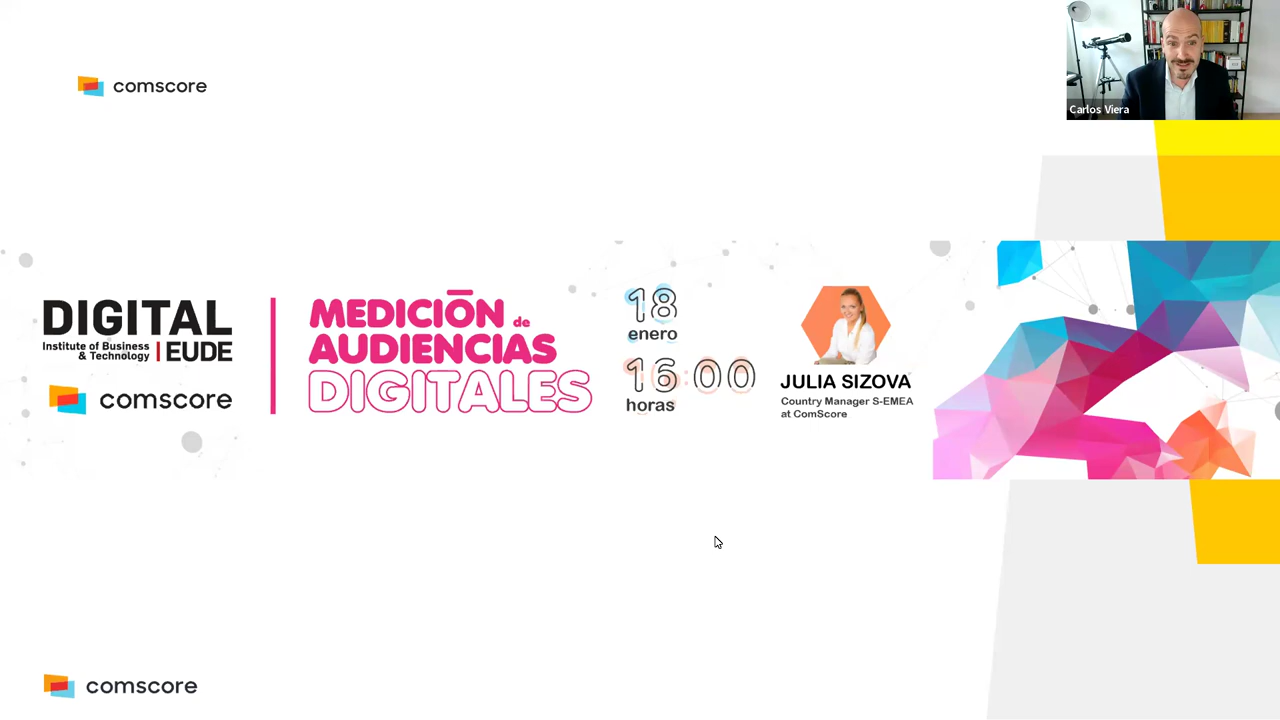 comscore
Carlos Viera
DIGITAL
Institute of Business
& Technology
EUDE
comscore
MEDICIÓN de
AUDIENCIAS
DIGITALES
18
enero
16:00
horas
JULIA SIZOVA
Country Manager S-EMEA
at ComScore
comscore